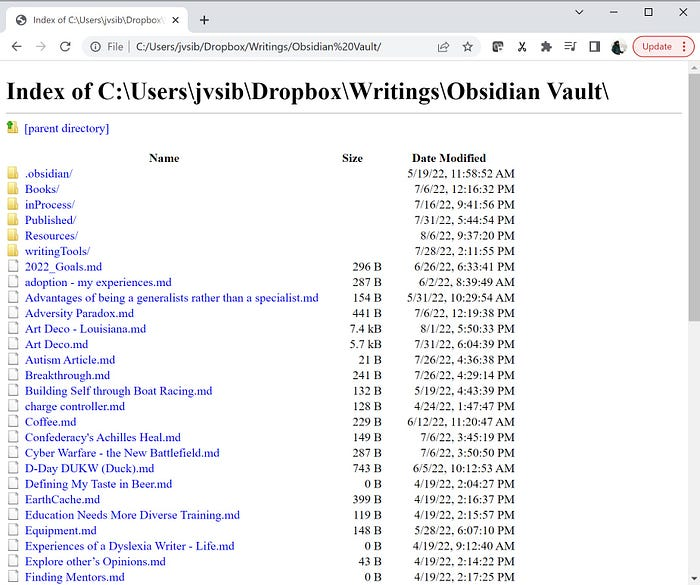 Index of C:\Users\jvsib\Dropbox\
File C:/Users/jvsib/Dropbox/Writings/Obsidian%20Vault/ Update
Index of C:\Users\jvsib\Dropbox\Writings\Obsidian Vault\
[parent directory]
Name Size Date Modified
.obsidian/ 5/19/22, 11:58:52 AM
Books/ 7/6/22, 12:16:32 PM
inProcess/ 7/16/22, 9:41:56 PM
Published/ 7/31/22, 5:44:54 PM
Resources/ 8/6/22, 9:37:20 PM
writingTools/ 7/28/22, 2:11:55 PM
2022_Goals.md 296 B 6/26/22, 6:33:41 PM
adoption - my experiences.md 287 B 6/2/22, 8:39:49 AM
Advantages of being a generalists rather than a specialist.md 154 B 5/31/22, 10:29:54 AM
Adversity Paradox.md 441 B 7/6/22, 12:19:38 PM
Art Deco - Louisiana.md 7.4 kB 8/1/22, 5:50:33 PM
Art Deco.md 5.7 kB 7/31/22, 6:04:39 PM
Autism Article.md 21 B 7/26/22, 4:36:38 PM
Breakthrough.md 241 B 7/26/22, 4:29:14 PM
Building Self through Boat Racing.md 132 B 5/19/22, 4:43:39 PM
charge controller.md 128 B 4/24/22, 1:47:47 PM
Coffee.md 229 B 6/12/22, 11:20:47 AM
Confederacy's Achilles Heal.md 149 B 7/6/22, 3:45:19 PM
Cyber Warfare - the New Battlefield.md 287 B 7/6/22, 3:50:50 PM
D-Day DUKW (Duck).md 743 B 6/5/22, 10:12:53 AM
Defining My Taste in Beer.md 0 B 4/19/22, 2:04:27 PM
EarthCache.md 399 B 4/19/22, 2:16:37 PM
Education Needs More Diverse Training.md 119 B 4/19/22, 2:15:57 PM
Equipment.md 148 B 5/28/22, 6:07:10 PM
Experiences of a Dyslexia Writer - Life.md 0 B 4/19/22, 9:12:40 AM
Explore other’s Opinions.md 43 B 4/19/22, 2:14:22 PM
Finding Mentors.md 0 B 4/19/22, 2:17:25 PM